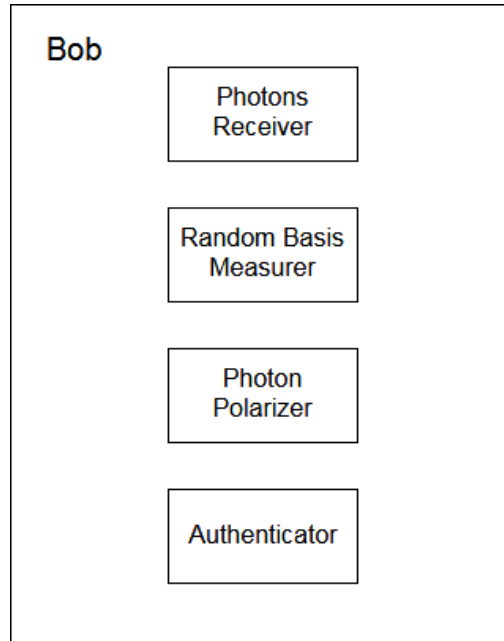 Bob
Photons
Receiver
Random Basis
Measurer
Photon
Polarizer
Authenticator